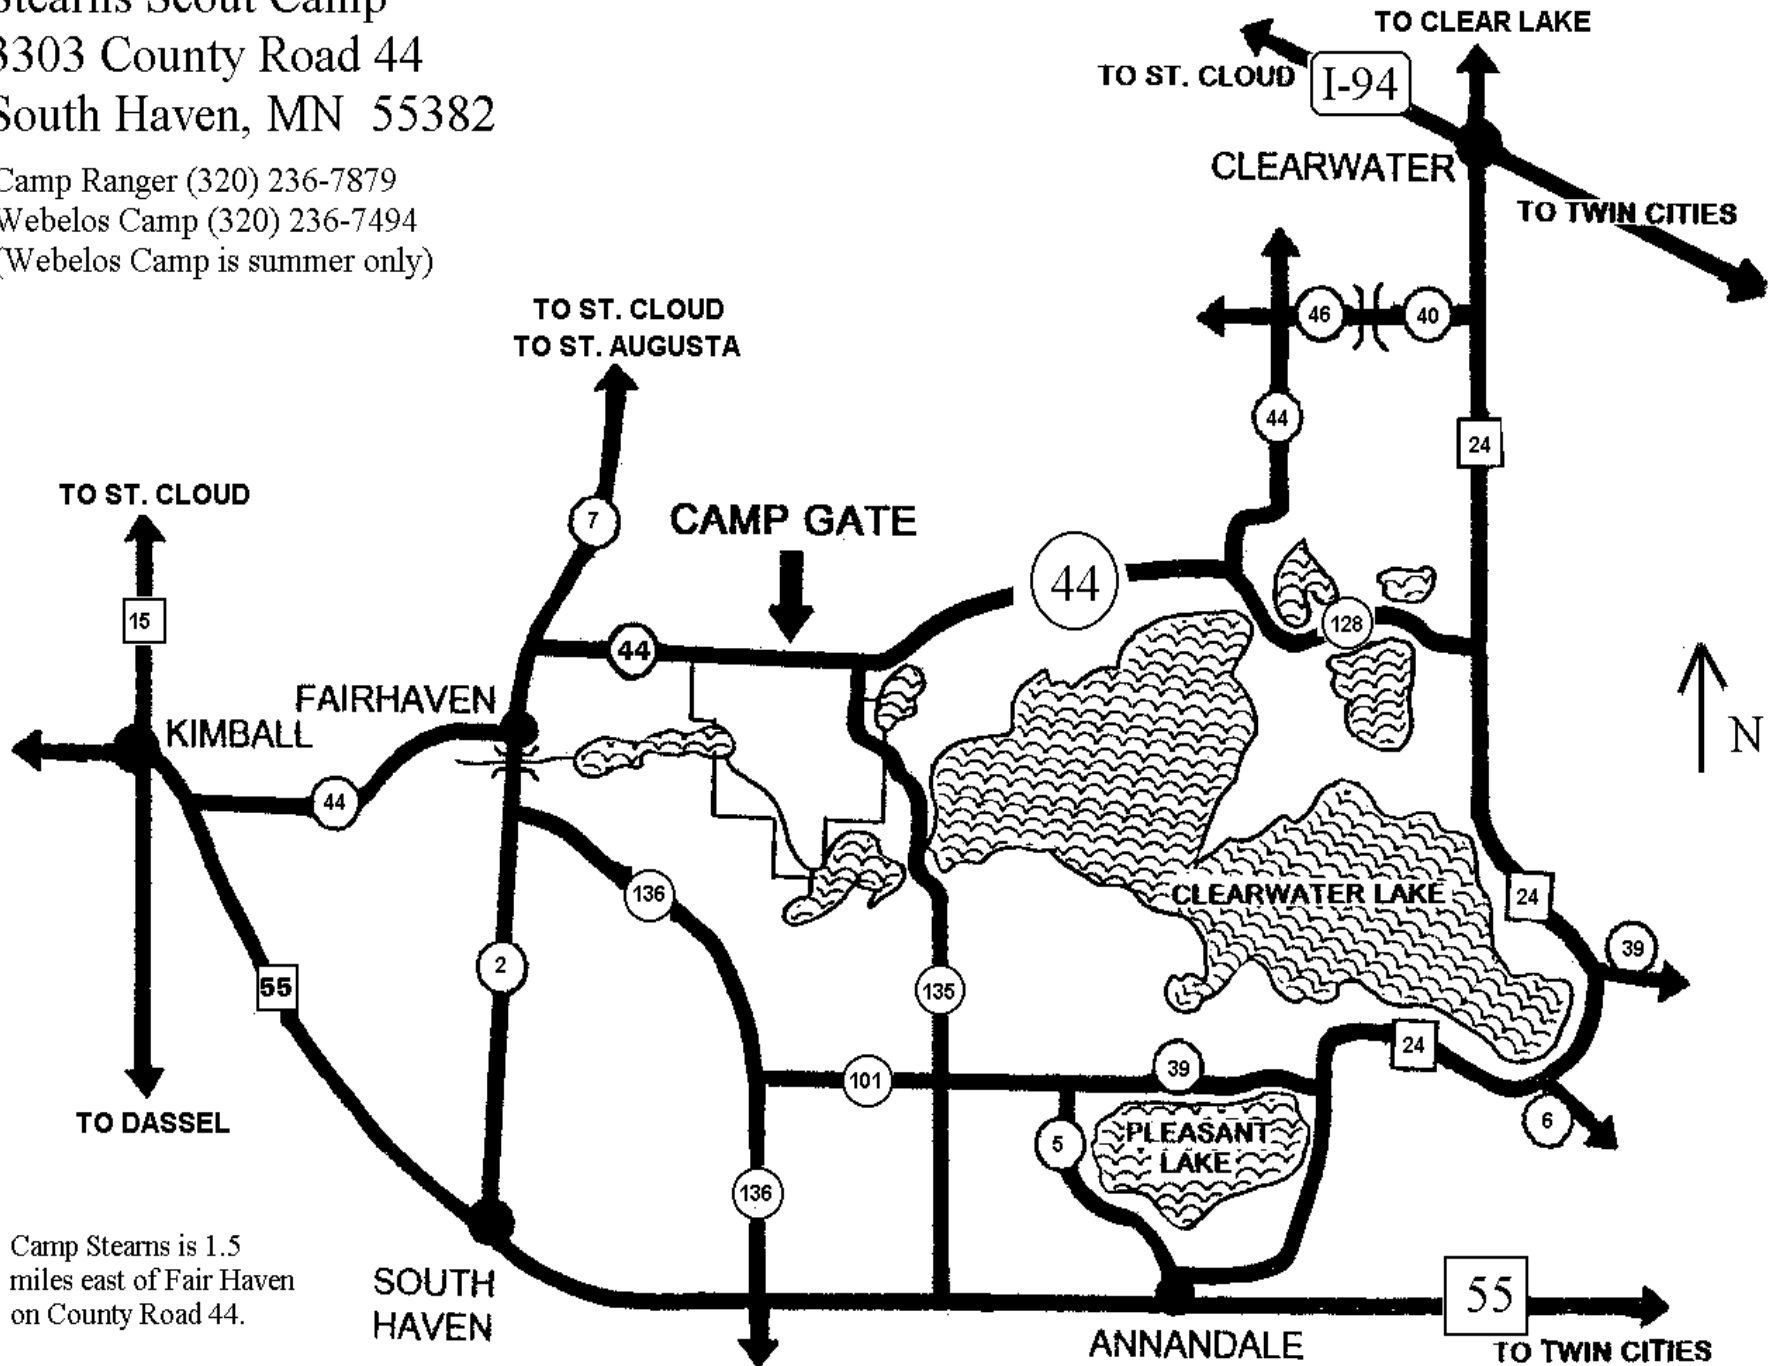 Stearns Scout Camp
3303 County Road 44
South Haven, MN 55382
Camp Ranger (320) 236-7879
Webelos Camp (320) 236-7494
(Webelos Camp is summer only)
TO CLEAR LAKE
TO ST. CLOUD
I-94
CLEARWATER
TO TWIN CITIES
46
40
44
24
TO ST. CLOUD
TO ST. AUGUSTA
7
TO ST. CLOUD
15
CAMP GATE
44
44
128
N
FAIRHAVEN
KIMBALL
44
136
CLEARWATER LAKE
24
39
2
55
135
24
101
39
6
PLEASANT
LAKE
5
TO DASSEL
136
Camp Stearns is 1.5
miles east of Fair Haven
on County Road 44.
SOUTH
HAVEN
55
ANNANDALE
TO TWIN CITIES